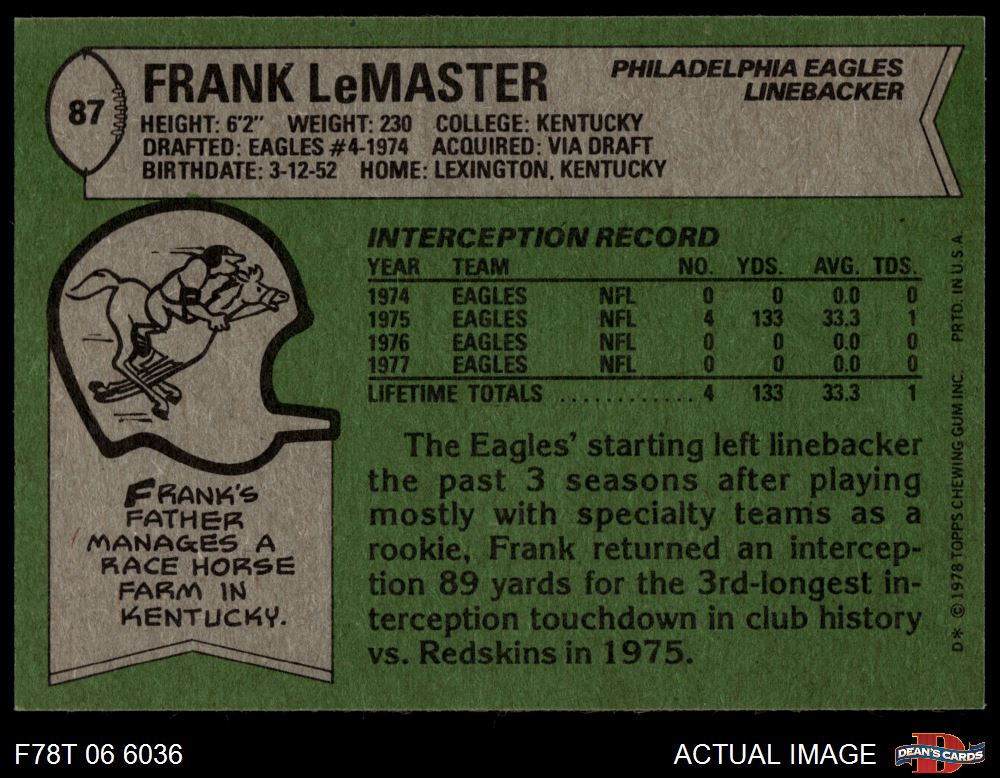 87
FRANK LeMASTER
PHILADELPHIA EAGLES
LINEBACKER
HEIGHT: 6'2" WEIGHT: 230 COLLEGE: KENTUCKY
DRAFTED: EAGLES #4-1974 ACQUIRED: VIA DRAFT
BIRTHDATE: 3-12-52 HOME: LEXINGTON, KENTUCKY
FRANK'S
FATHER
MANAGES A
RACE HORSE
FARM IN
KENTUCKY.
INTERCEPTION RECORD
YEAR TEAM NO. YDS. AVG. TDS.
1974 EAGLES NFL 0 0 0.0 0
1975 EAGLES NFL 4 133 33.3 1
1976 EAGLES NFL 0 0 0.0 0
1977 EAGLES NFL 0 0 0.0 0
LIFETIME TOTALS ............ 4 133 33.3 1
The Eagles' starting left linebacker
the past 3 seasons after playing
mostly with specialty teams as a
rookie, Frank returned an intercep-
tion 89 yards for the 3rd-longest in-
terception touchdown in club history
vs. Redskins in 1975.
D* © 1978 TOPPS CHEWING GUM INC. PRTD. IN U.S.A.
F78T 06 6036
ACTUAL IMAGE
D
DEAN'S CARDS